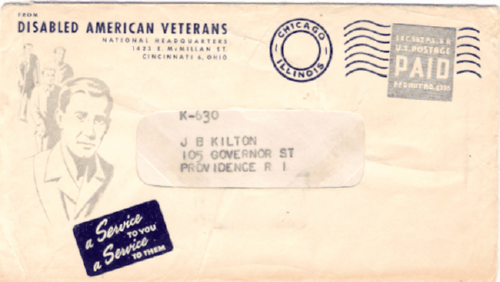 FROM
DISABLED AMERICAN VETERANS
NATIONAL HEADQUARTERS
1423 E. McMILLAN ST.
CINCINNATI 6, OHIO
CHICAGO
ILLINOIS
U.S. POSTAGE
PAID
K-630
J B KILTON
105 GOVERNOR ST
PROVIDENCE R I
a Service
TO YOU
a Service
TO THEM